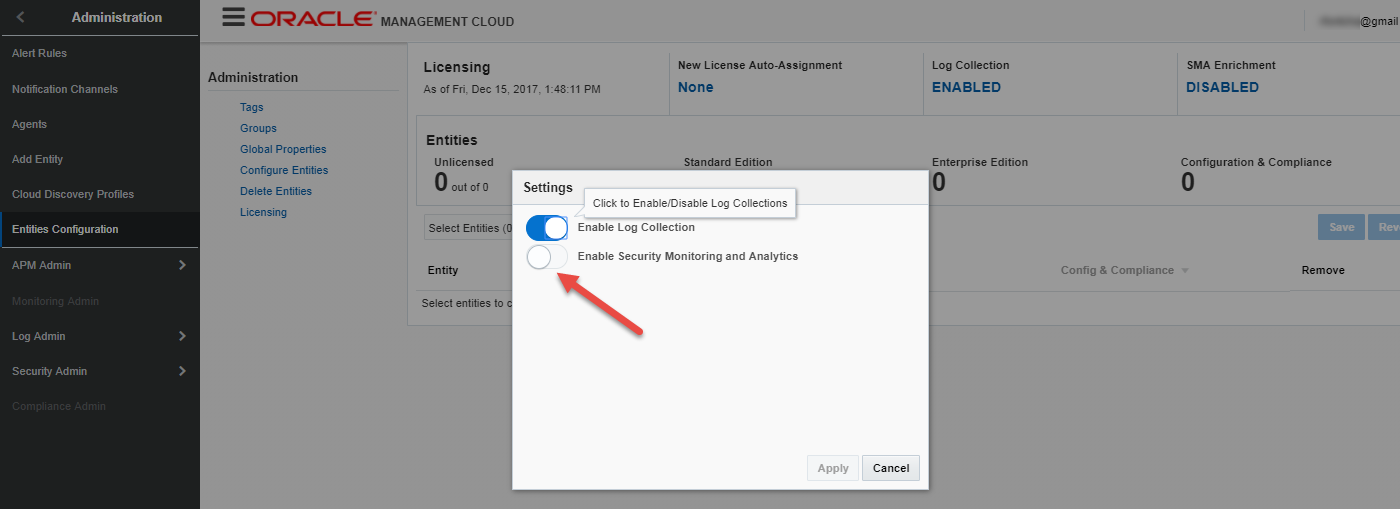 Administration
Alert Rules
Notification Channels
Agents
Add Entity
Cloud Discovery Profiles
Entities Configuration
APM Admin
Monitoring Admin
Log Admin
Security Admin
Compliance Admin
ORACLE MANAGEMENT CLOUD
@gmail
Administration
Tags
Groups
Global Properties
Configure Entities
Delete Entities
Licensing
Licensing
As of Fri, Dec 15, 2017, 1:48:11 PM
New License Auto-Assignment
None
Log Collection
ENABLED
SMA Enrichment
DISABLED
Entities
Unlicensed
0 out of 0
Standard Edition
Enterprise Edition
0
Configuration & Compliance
0
Select Entities (0
Save
Rev
Entity
Config & Compliance
Remove
Select entities to c
Settings
Click to Enable/Disable Log Collections
Enable Log Collection
Enable Security Monitoring and Analytics
Apply
Cancel